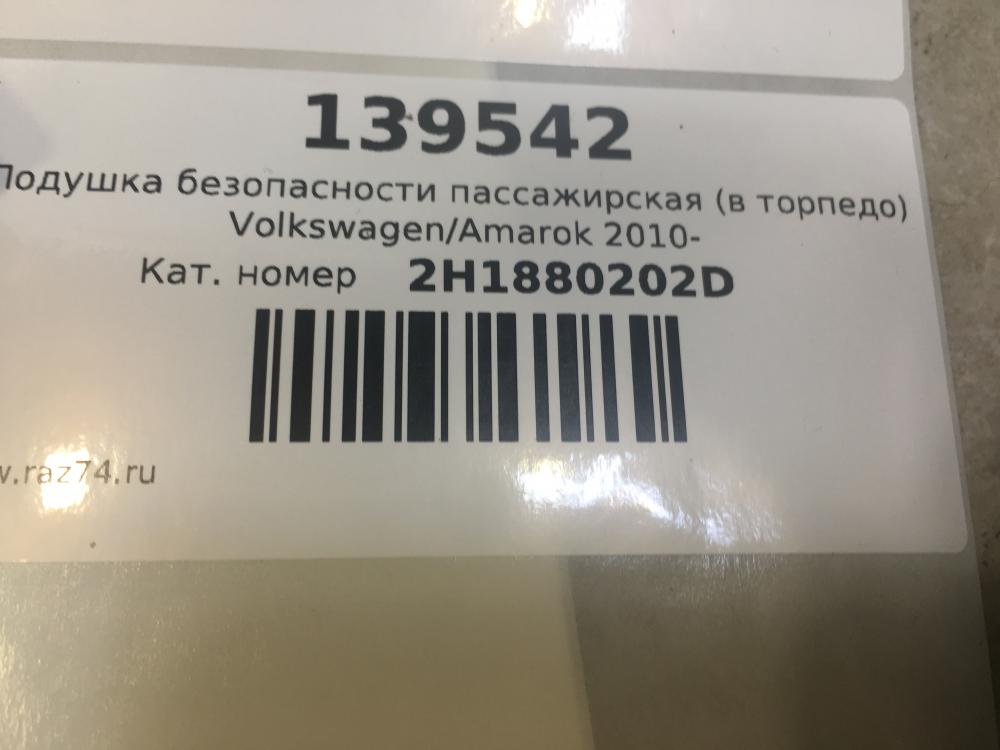 139542
Подушка безопасности пассажирская (в торпедо)
Volkswagen/Amarok 2010-
Кат. номер 2H1880202D
w.raz74.ru